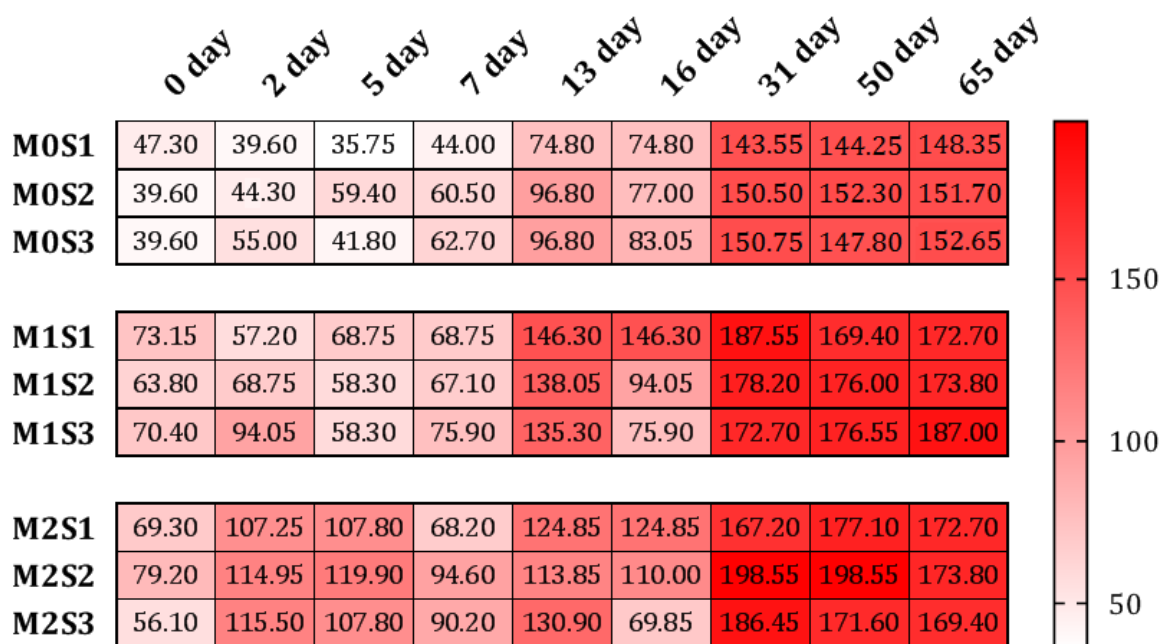 0 day 2 day 5 day 7 day 13 day 16 day 31 day 50 day 65 day
M0S1 47.30 39.60 35.75 44.00 74.80 74.80 143.55 144.25 148.35
M0S2 39.60 44.30 59.40 60.50 96.80 77.00 150.50 152.30 151.70
M0S3 39.60 55.00 41.80 62.70 96.80 83.05 150.75 147.80 152.65
150
M1S1 73.15 57.20 68.75 68.75 146.30 146.30 187.55 169.40 172.70
M1S2 63.80 68.75 58.30 67.10 138.05 94.05 178.20 176.00 173.80
M1S3 70.40 94.05 58.30 75.90 135.30 75.90 172.70 176.55 187.00
100
M2S1 69.30 107.25 107.80 68.20 124.85 124.85 167.20 177.10 172.70
M2S2 79.20 114.95 119.90 94.60 113.85 110.00 198.55 198.55 173.80
M2S3 56.10 115.50 107.80 90.20 130.90 69.85 186.45 171.60 169.40
50